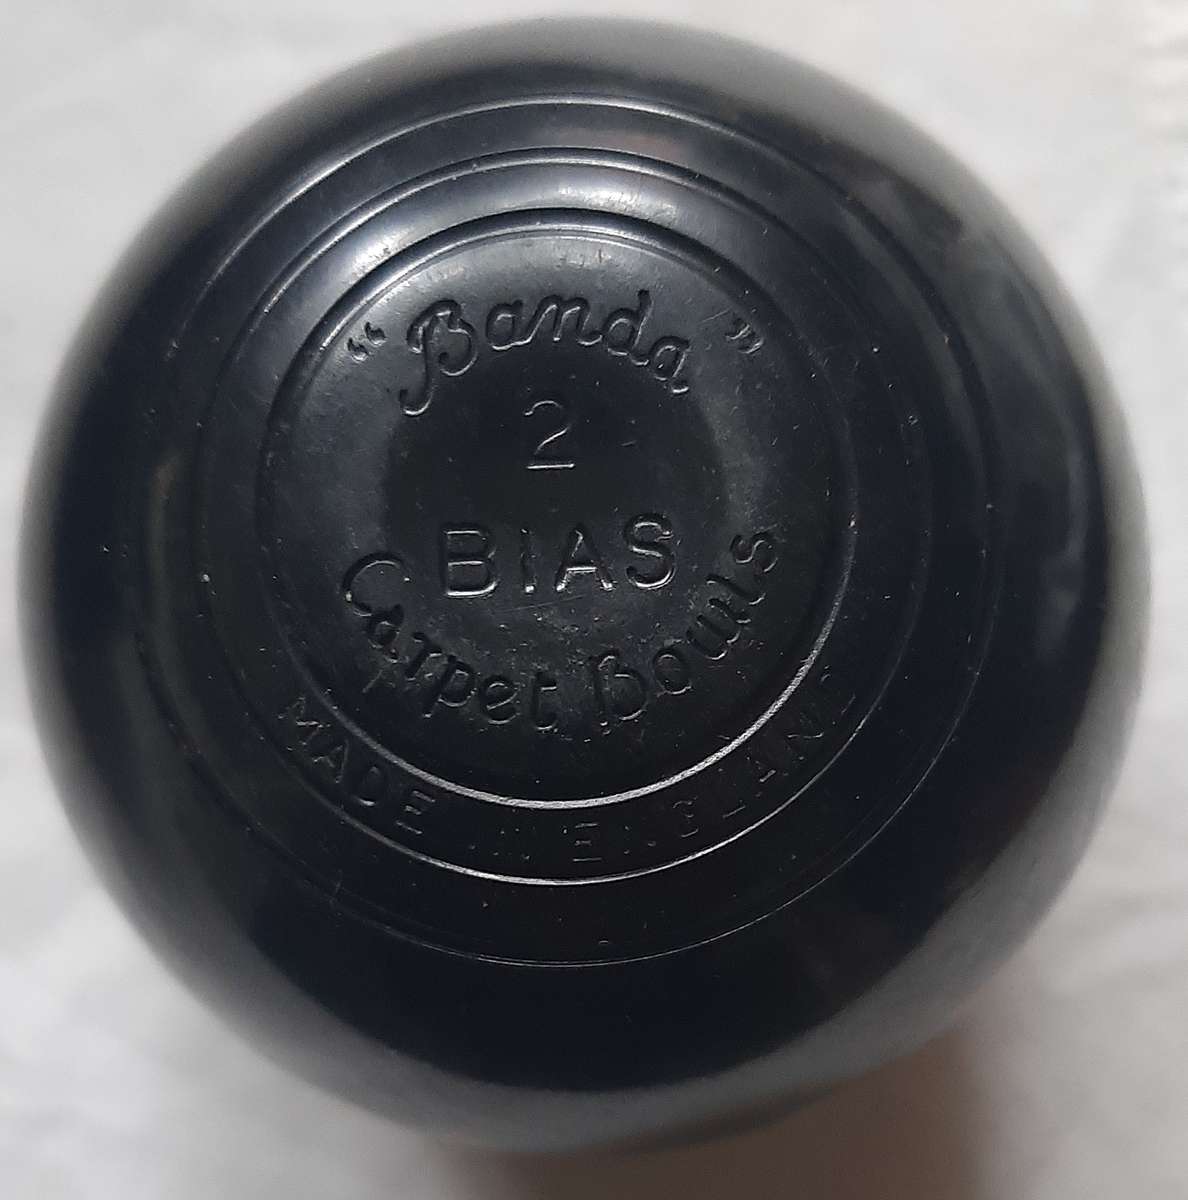 "Banda"
2
BIAS
Carpet Bowls
MADE IN ENGLAND